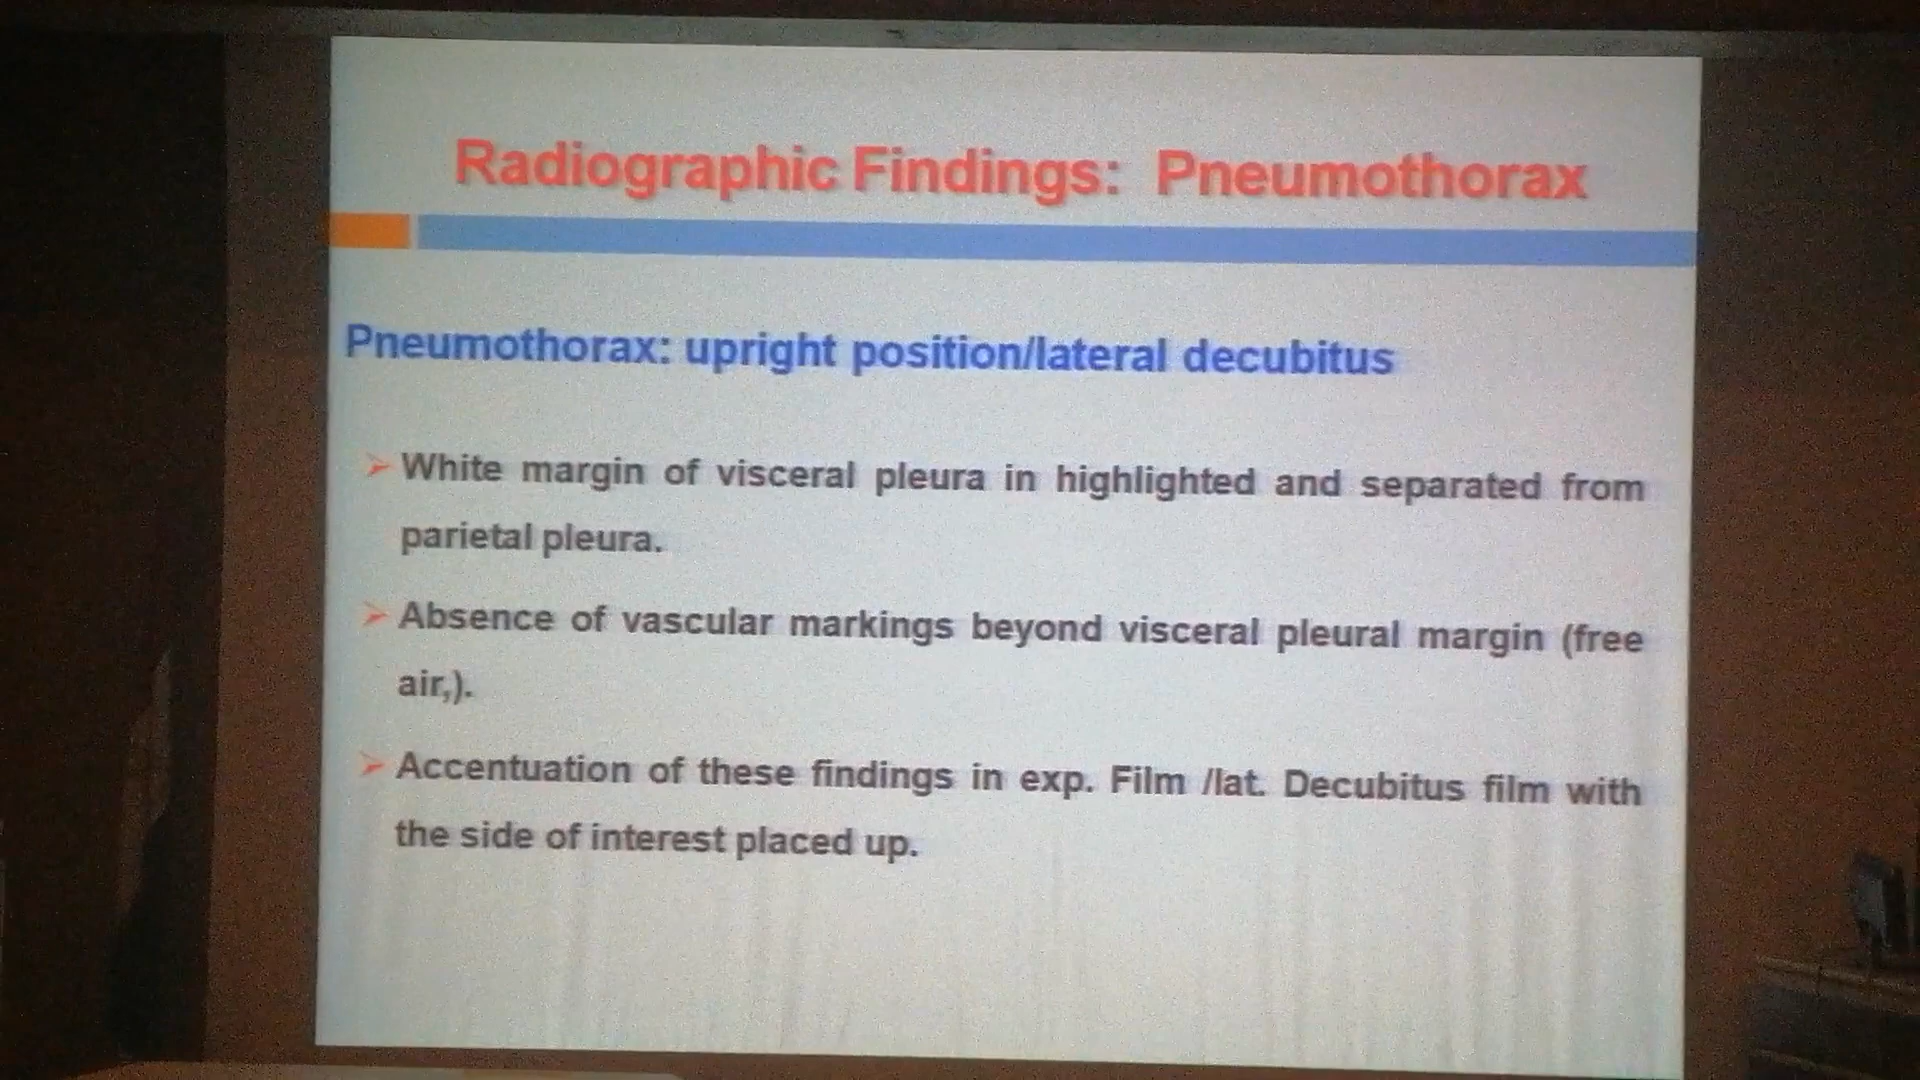 Radiographic Findings: Pneumothorax
Pneumothorax: upright position/lateral decubitus
White margin of visceral pleura in highlighted and separated from
parietal pleura.
Absence of vascular markings beyond visceral pleural margin (free
air,).
Accentuation of these findings in exp. Film /lat. Decubitus film with
the side of interest placed up.